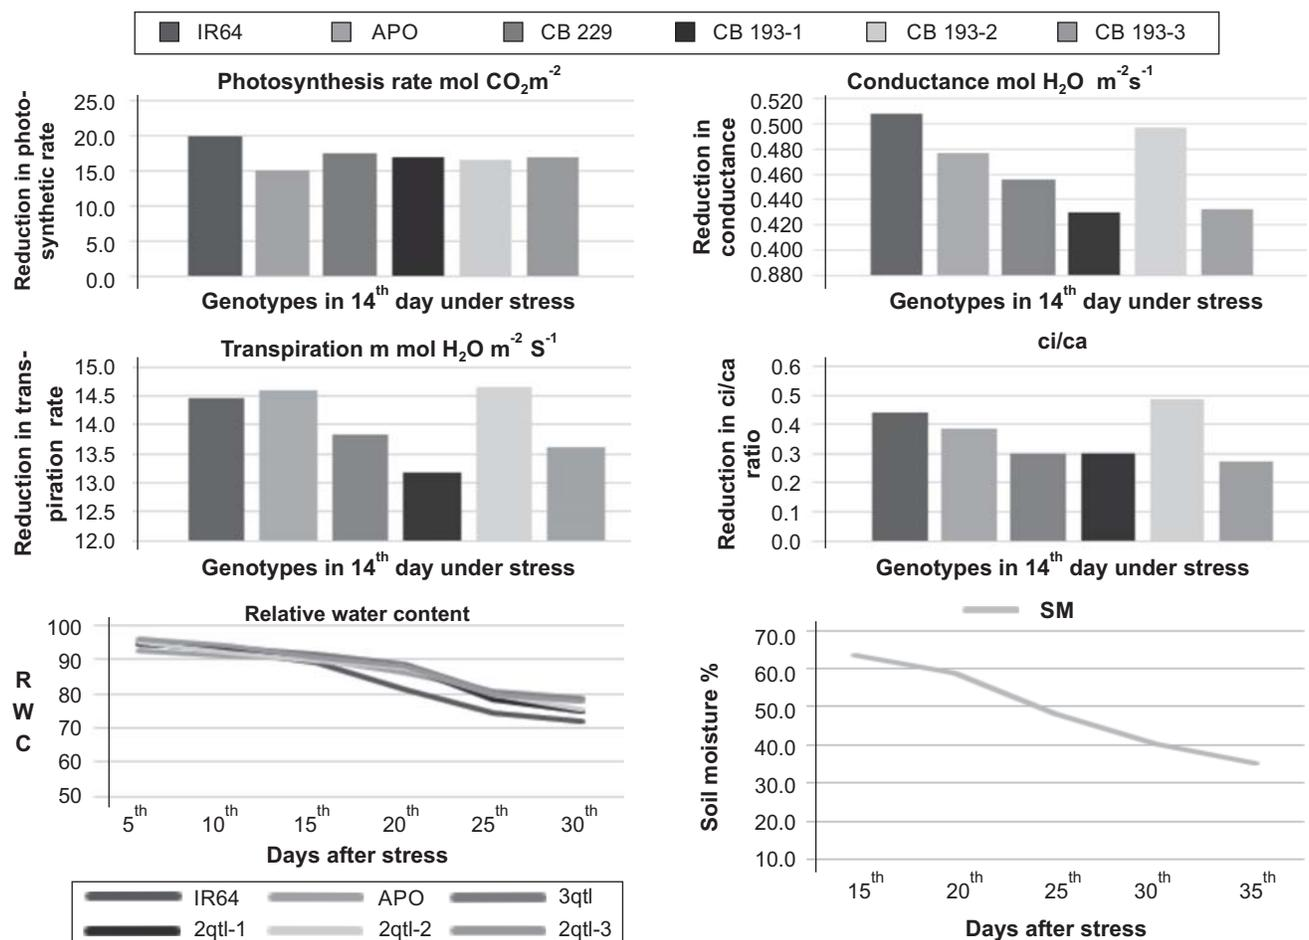 IR64 APO CB 229 CB 193-1 CB 193-2 CB 193-3
Photosynthesis rate mol CO₂m⁻²
Reduction in photo-
synthetic rate
25.0
20.0
15.0
10.0
5.0
0.0
Genotypes in 14ᵗʰ day under stress
Conductance mol H₂O m⁻²s⁻¹
Reduction in
conductance
0.520
0.500
0.480
0.460
0.440
0.420
0.400
0.880
Genotypes in 14ᵗʰ day under stress
Transpiration m mol H₂O m⁻² S⁻¹
Reduction in trans-
piration rate
15.0
14.5
14.0
13.5
13.0
12.5
12.0
Genotypes in 14ᵗʰ day under stress
ci/ca
Reduction in ci/ca
ratio
0.6
0.5
0.4
0.3
0.2
0.1
0.0
Genotypes in 14ᵗʰ day under stress
Relative water content
R
W
C
100
90
80
70
60
50
5ᵗʰ 10ᵗʰ 15ᵗʰ 20ᵗʰ 25ᵗʰ 30ᵗʰ
Days after stress
IR64 APO 3qtl
2qtl-1 2qtl-2 2qtl-3
SM
Soil moisture %
70.0
60.0
50.0
40.0
30.0
20.0
10.0
15ᵗʰ 20ᵗʰ 25ᵗʰ 30ᵗʰ 35ᵗʰ
Days after stress